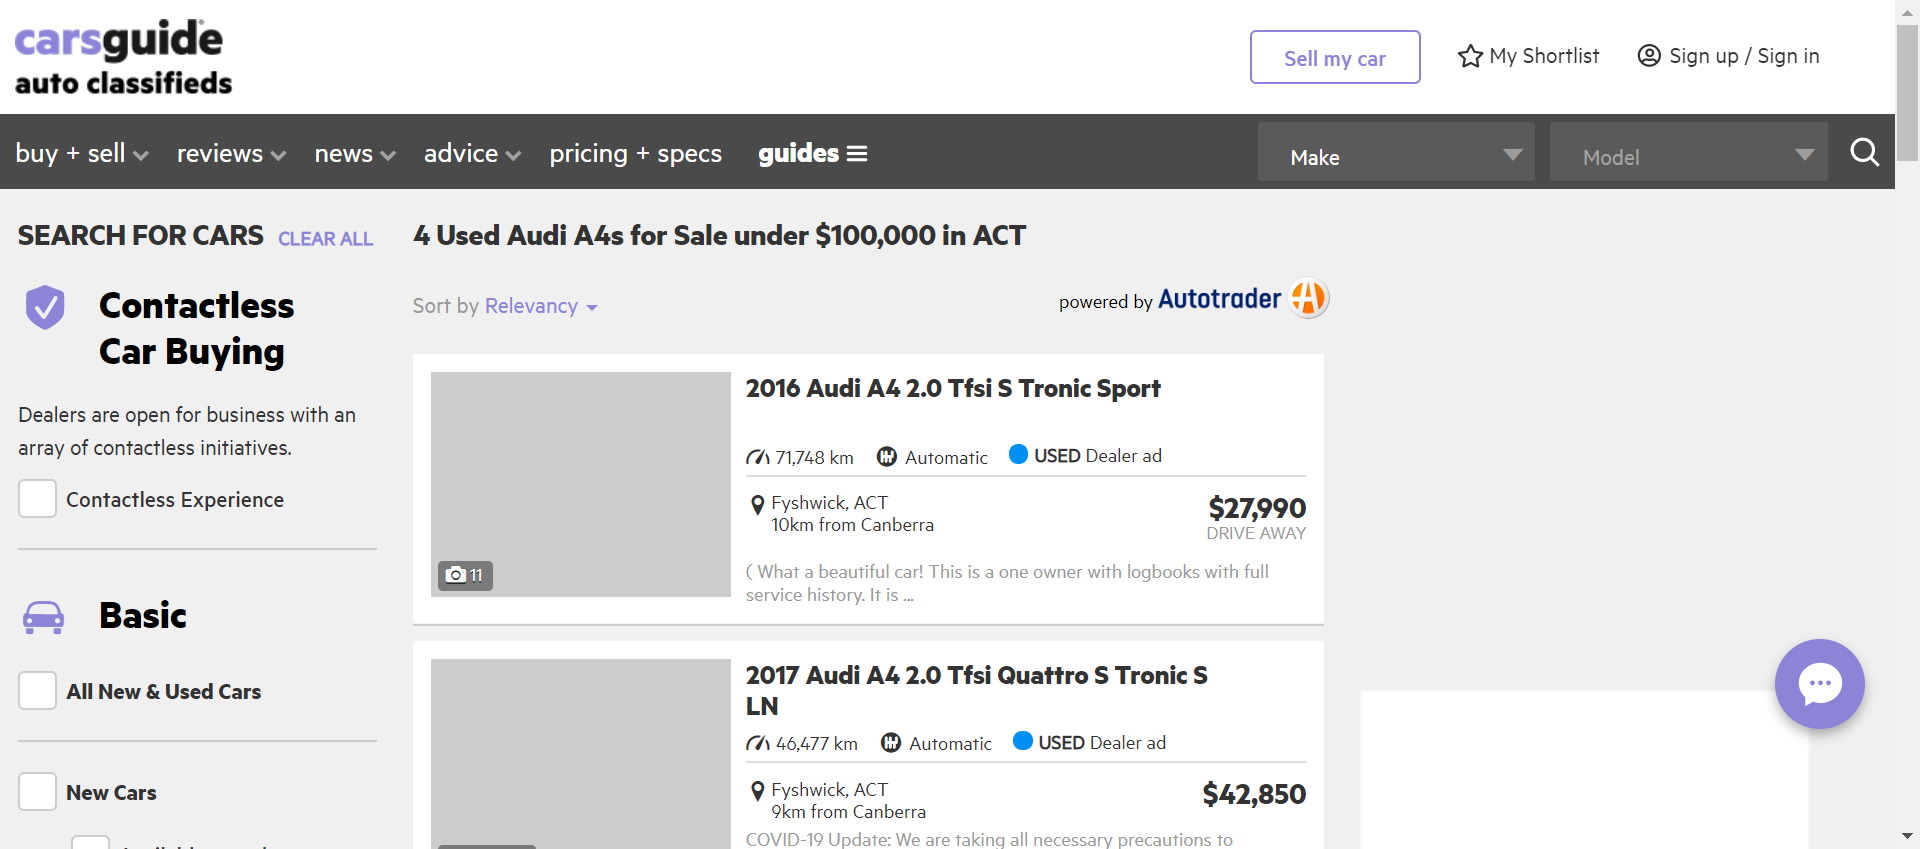 carsguide
auto classifieds
Sell my car
My Shortlist
Sign up / Sign in
buy + sell
reviews
news
advice
pricing + specs
guides
Make
Model
SEARCH FOR CARS
CLEAR ALL
Contactless
Car Buying
Dealers are open for business with an
array of contactless initiatives.
Contactless Experience
Basic
All New & Used Cars
New Cars
4 Used Audi A4s for Sale under $100,000 in ACT
Sort by Relevancy
powered by Autotrader
2016 Audi A4 2.0 Tfsi S Tronic Sport
71,748 km
Automatic
USED Dealer ad
Fyshwick, ACT
10km from Canberra
$27,990
DRIVE AWAY
11
( What a beautiful car! This is a one owner with logbooks with full
service history. It is ...
2017 Audi A4 2.0 Tfsi Quattro S Tronic S
LN
46,477 km
Automatic
USED Dealer ad
Fyshwick, ACT
9km from Canberra
$42,850
COVID-19 Update: We are taking all necessary precautions to